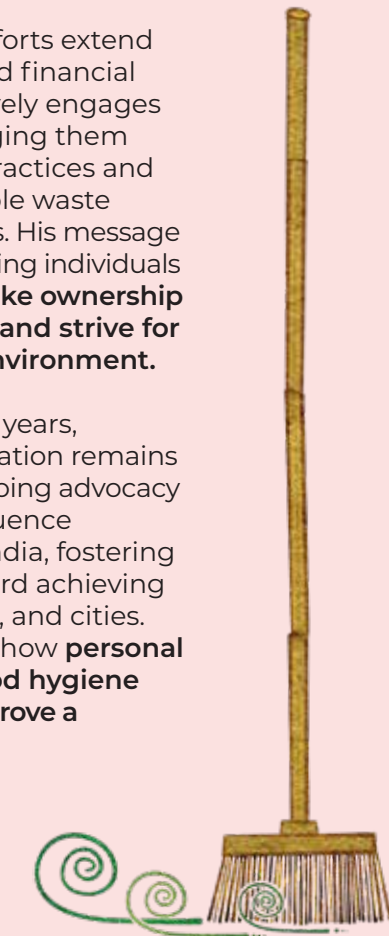 forts extend
d financial
vely engages
ging them
ractices and
ble waste
s. His message
ing individuals
ke ownership
and strive for
nvironment.
years,
ation remains
ping advocacy
uence
ndia, fostering
rd achieving
, and cities.
how personal
od hygiene
rove a